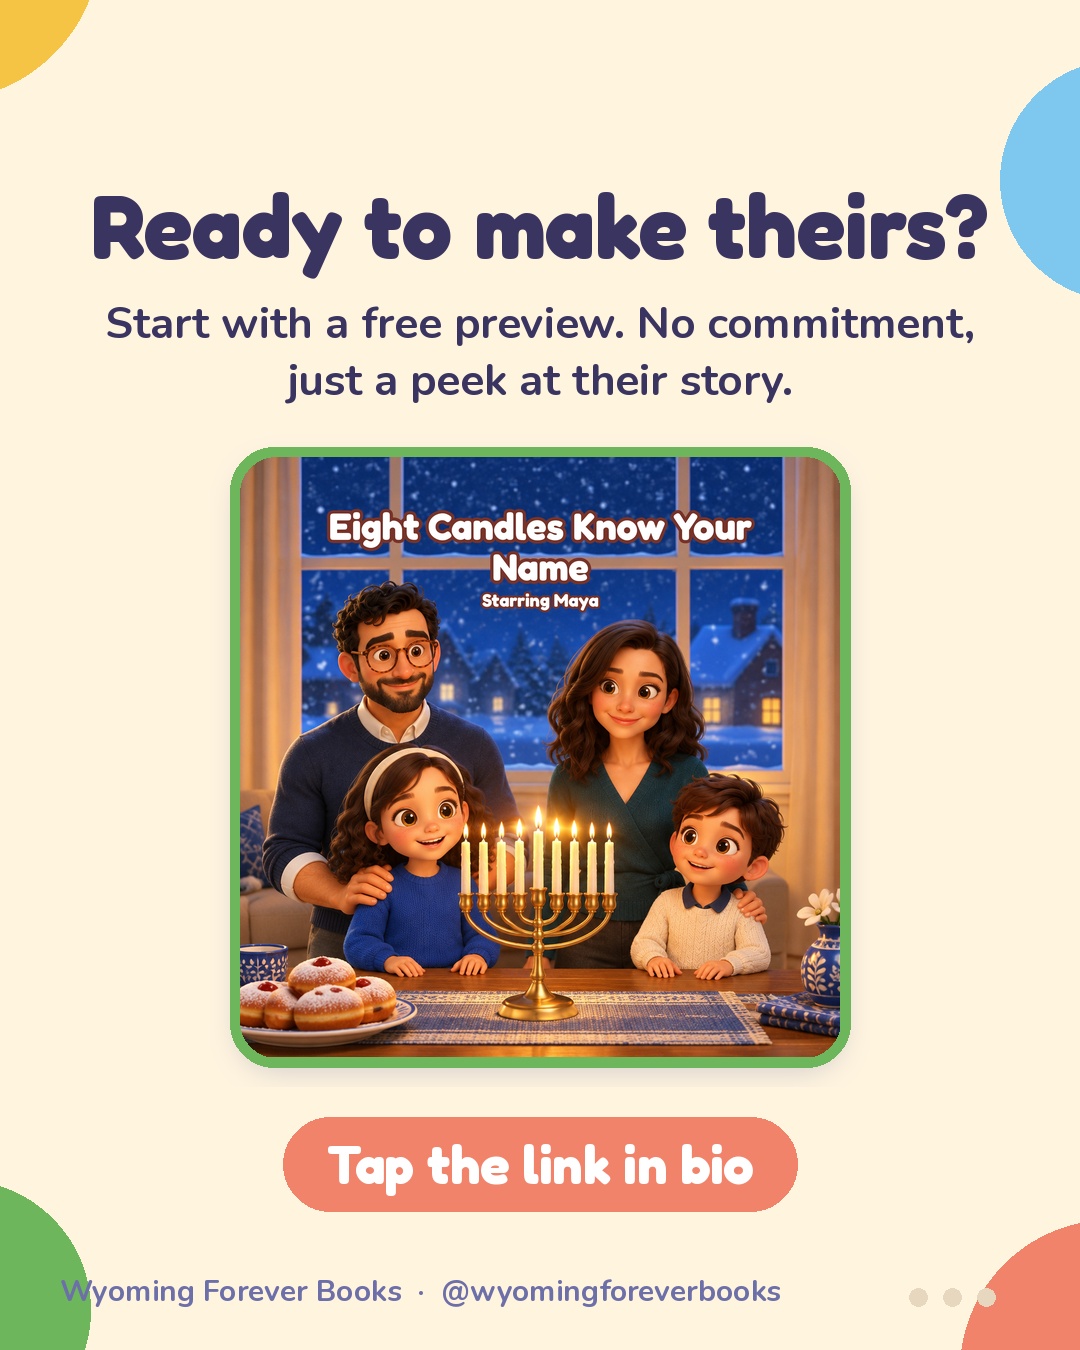 Ready to make theirs?
Start with a free preview. No commitment,
just a peek at their story.
Eight Candles Know Your
Name
Starring Maya
Tap the link in bio
Wyoming Forever Books · @wyomingforeverbooks